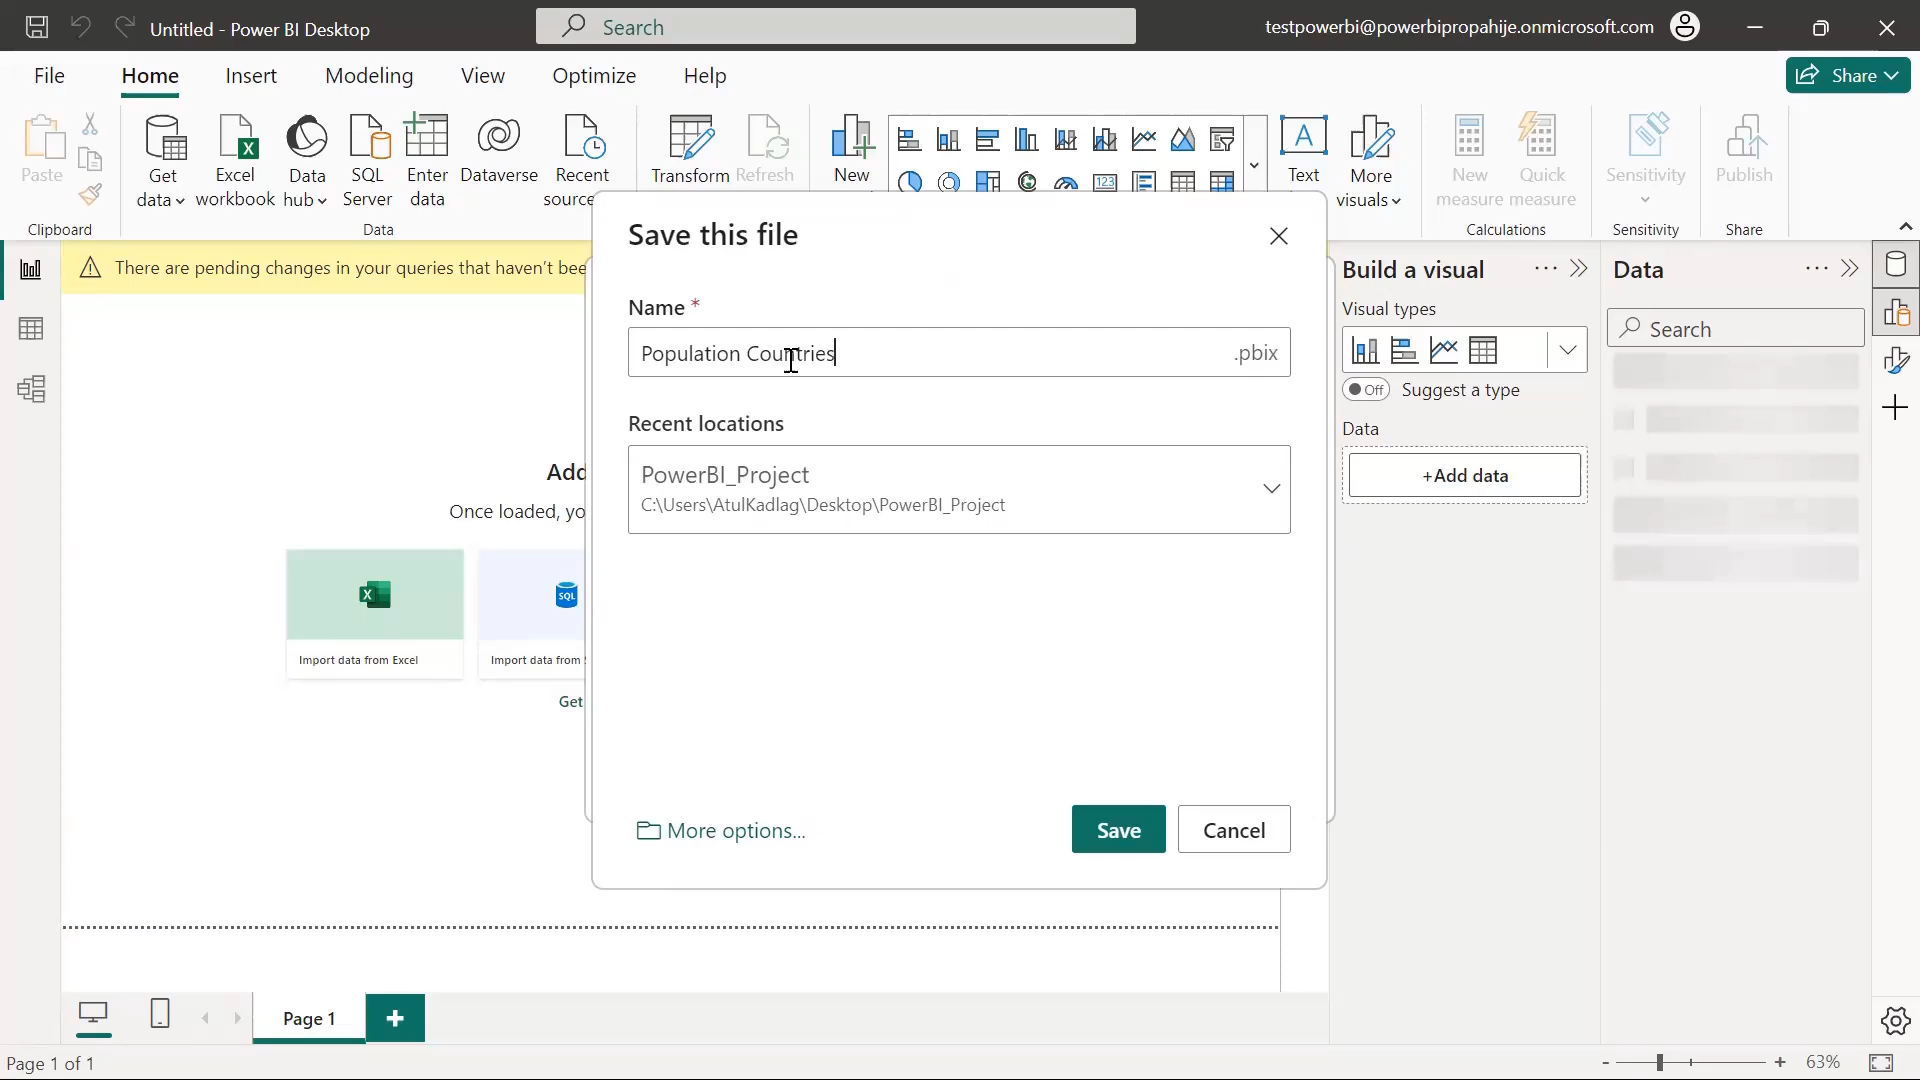 Untitled - Power BI Desktop
Search
testpowerbi@powerbipropahije.onmicrosoft.com
File
Home
Insert
Modeling
View
Optimize
Help
Share
Paste
Get data
Excel workbook
Data hub
SQL Server
Enter data
Dataverse
Recent source
Transform
Refresh
New
Text
More visuals
New measure
Quick measure
Sensitivity
Publish
Clipboard
Data
Calculations
Sensitivity
Share
There are pending changes in your queries that haven't bee
Save this file
Name *
Population Countries
.pbix
Recent locations
PowerBI_Project
C:\Users\AtulKadlag\Desktop\PowerBI_Project
More options...
Save
Cancel
Add
Once loaded, yo
X
SQL
Import data from Excel
Import data from
Get
Build a visual
Visual types
Off
Suggest a type
Data
+Add data
Data
Search
Page 1
Page 1 of 1
63%